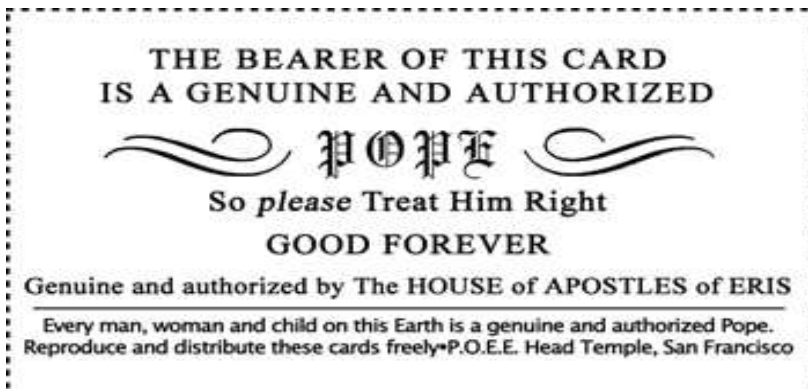 THE BEARER OF THIS CARD
IS A GENUINE AND AUTHORIZED
POPE
So please Treat Him Right
GOOD FOREVER
Genuine and authorized by The HOUSE of APOSTLES of ERIS
Every man, woman and child on this Earth is a genuine and authorized Pope.
Reproduce and distribute these cards freely•P.O.E.E. Head Temple, San Francisco